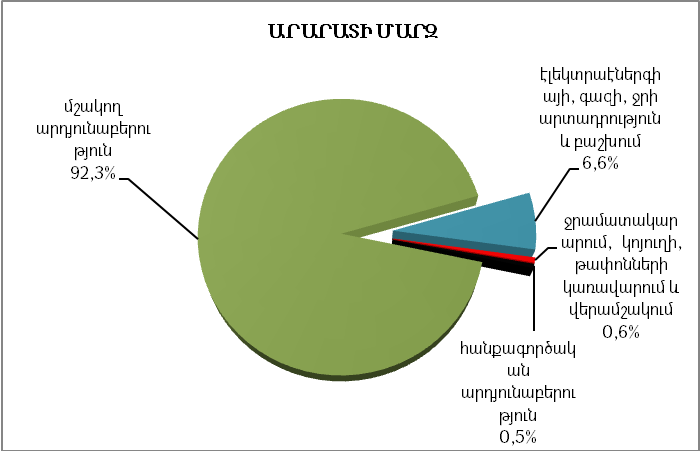 ԱՐԱՐԱՏԻ ՄԱՐԶ
մշակող
արդյունաբերու
թյուն
92,3%
էլեկտրաէներգի
այի, գազի, ջրի
արտադրություն
և բաշխում
6,6%
ջրամատակար
արում,  կոյուղի,
թափոնների
կառավարում և
վերամշակում
0,6%
հանքագործակ
ան
արդյունաբերու
թյուն
0,5%